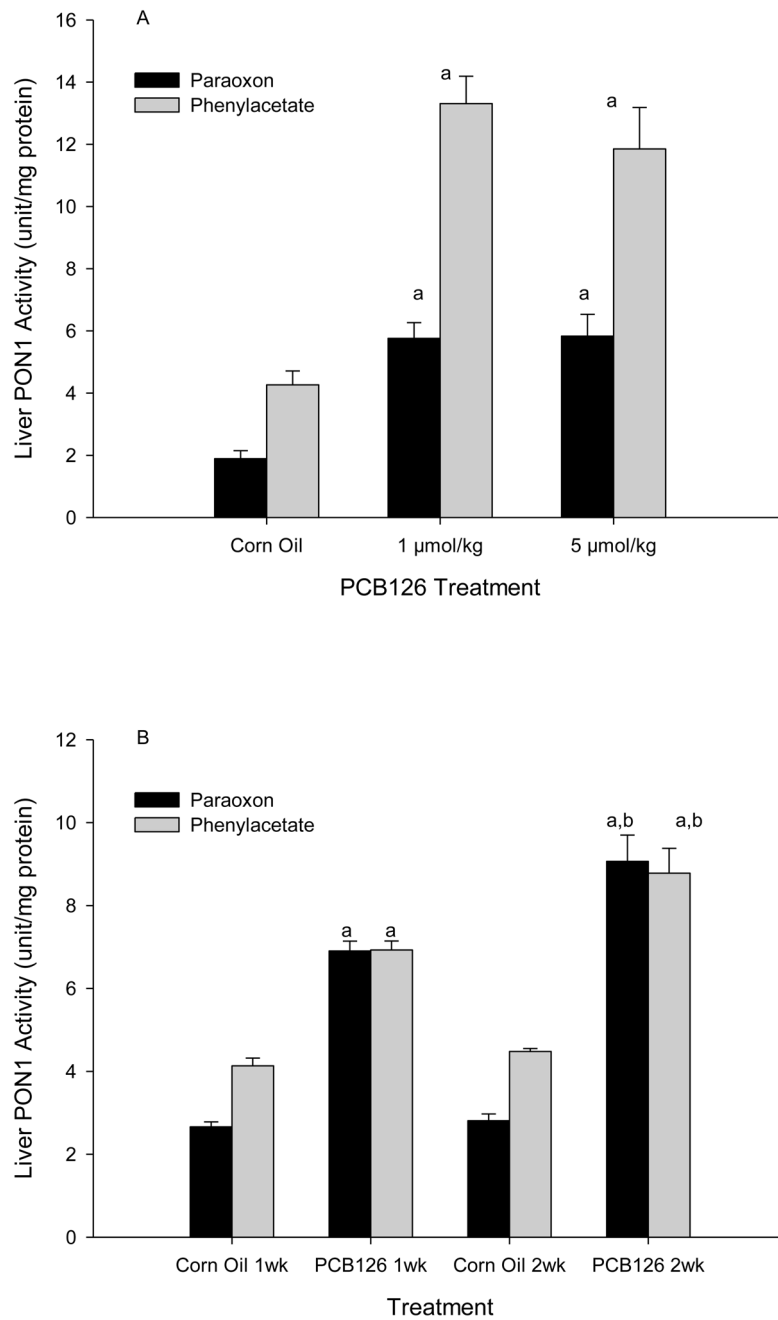 A
Paraoxon
Phenylacetate
Liver PON1 Activity (unit/mg protein)
16
14
12
10
8
6
4
2
0
a
a
a
a
Corn Oil
1 µmol/kg
5 µmol/kg
PCB126 Treatment
B
Paraoxon
Phenylacetate
Liver PON1 Activity (unit/mg protein)
12
10
8
6
4
2
0
a
a
a,b
a,b
Corn Oil 1wk
PCB126 1wk
Corn Oil 2wk
PCB126 2wk
Treatment